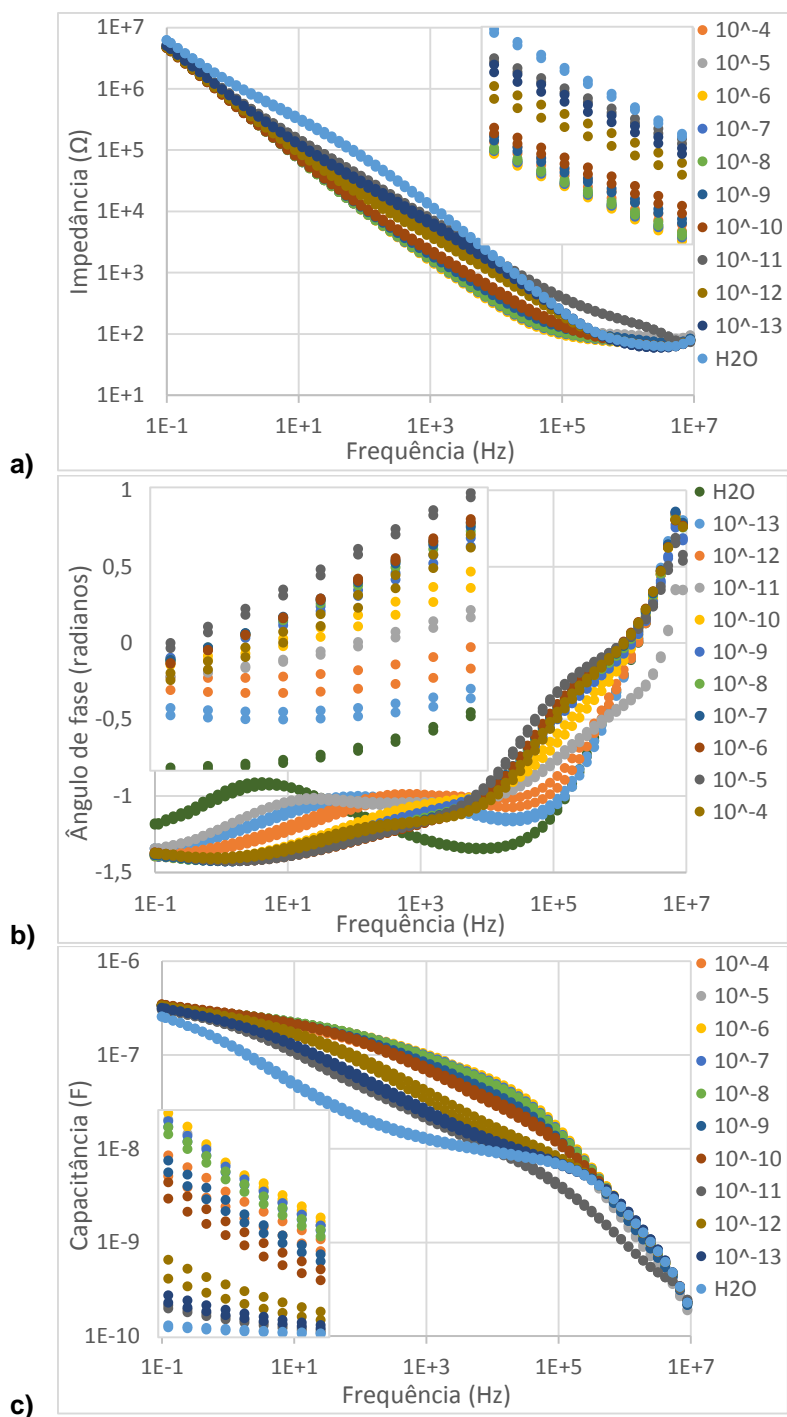 Impedância (Ω)
1E+7
1E+6
1E+5
1E+4
1E+3
1E+2
1E+1
1E-1
1E+1
1E+3
1E+5
1E+7
Frequência (Hz)
10^-4
10^-5
10^-6
10^-7
10^-8
10^-9
10^-10
10^-11
10^-12
10^-13
H2O
a)
Ângulo de fase (radianos)
1
0,5
0
-0,5
-1
-1,5
1E-1
1E+1
1E+3
1E+5
1E+7
Frequência (Hz)
H2O
10^-13
10^-12
10^-11
10^-10
10^-9
10^-8
10^-7
10^-6
10^-5
10^-4
b)
Capacitância (F)
1E-6
1E-7
1E-8
1E-9
1E-10
1E-1
1E+1
1E+3
1E+5
1E+7
Frequência (Hz)
10^-4
10^-5
10^-6
10^-7
10^-8
10^-9
10^-10
10^-11
10^-12
10^-13
H2O
c)